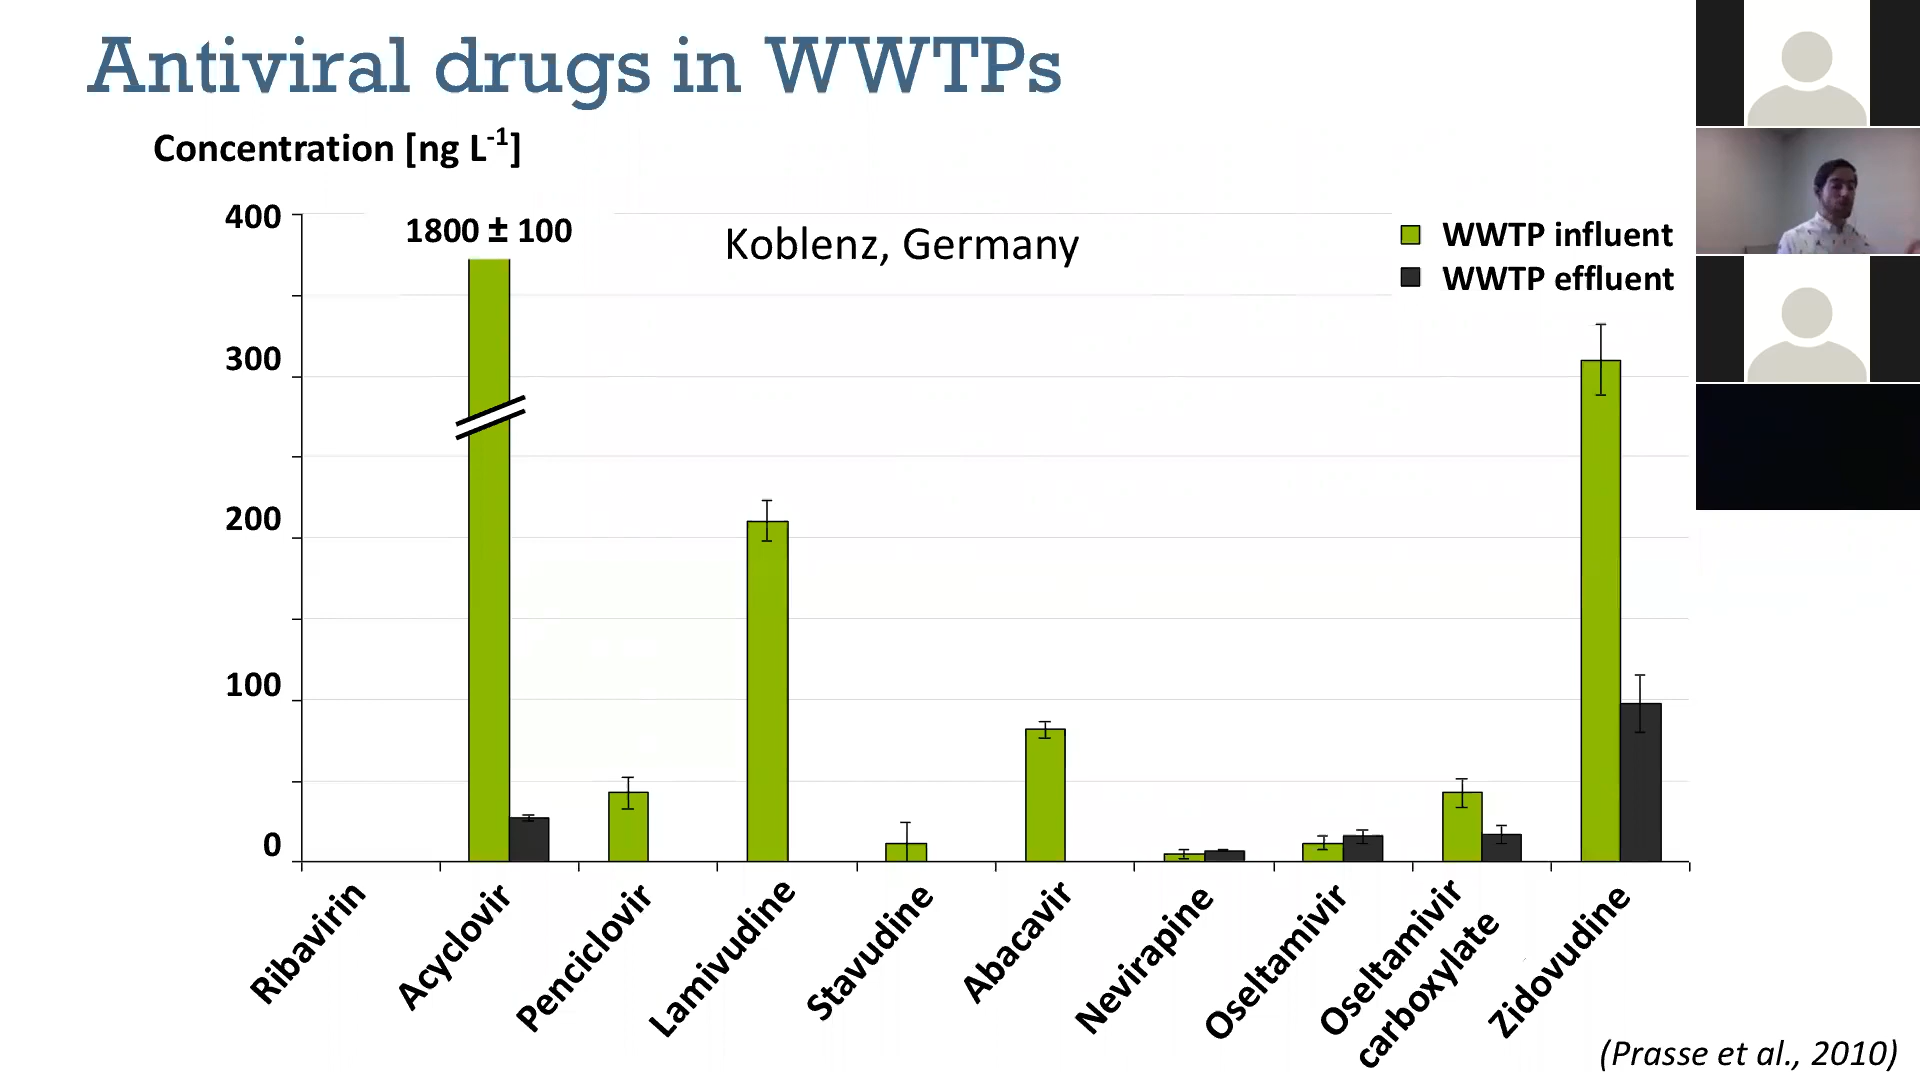 Antiviral drugs in WWTPs
Concentration [ng L⁻¹]
400
300
200
100
0
1800 ± 100
Koblenz, Germany
WWTP influent
WWTP effluent
Ribavirin
Acyclovir
Penciclovir
Lamivudine
Stavudine
Abacavir
Nevirapine
Oseltamivir
Oseltamivir
carboxylate
Zidovudine
(Prasse et al., 2010)